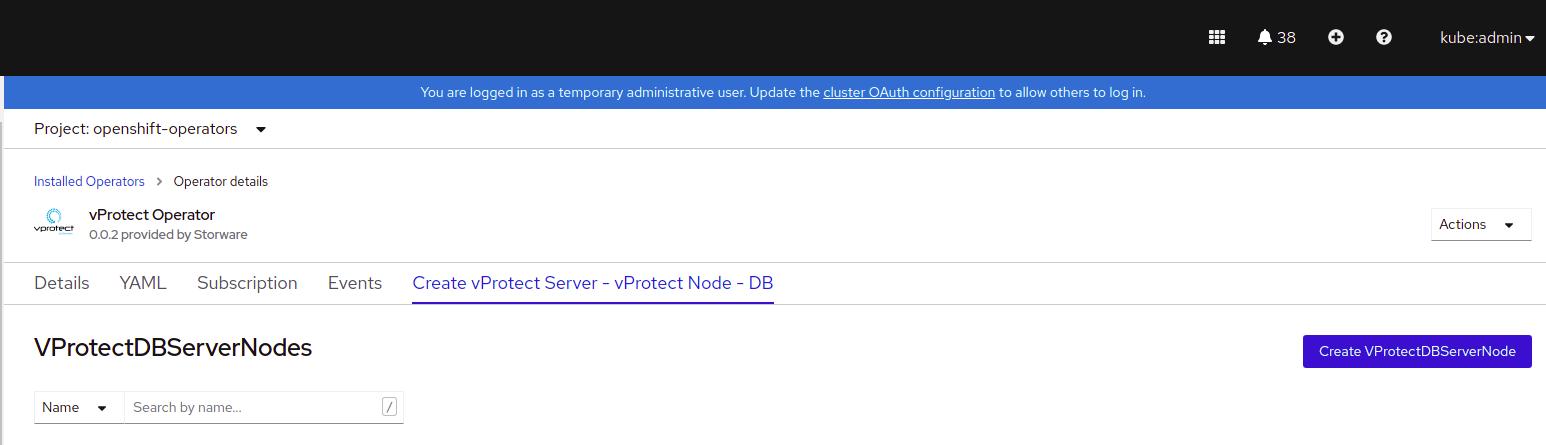 38
kube:admin
You are logged in as a temporary administrative user. Update the cluster OAuth configuration to allow others to log in.
Project: openshift-operators
Installed Operators
Operator details
vprotect
vProtect Operator
0.0.2 provided by Storware
Actions
Details
YAML
Subscription
Events
Create vProtect Server - vProtect Node - DB
VProtectDBServerNodes
Create VProtectDBServerNode
Name
Search by name...
/